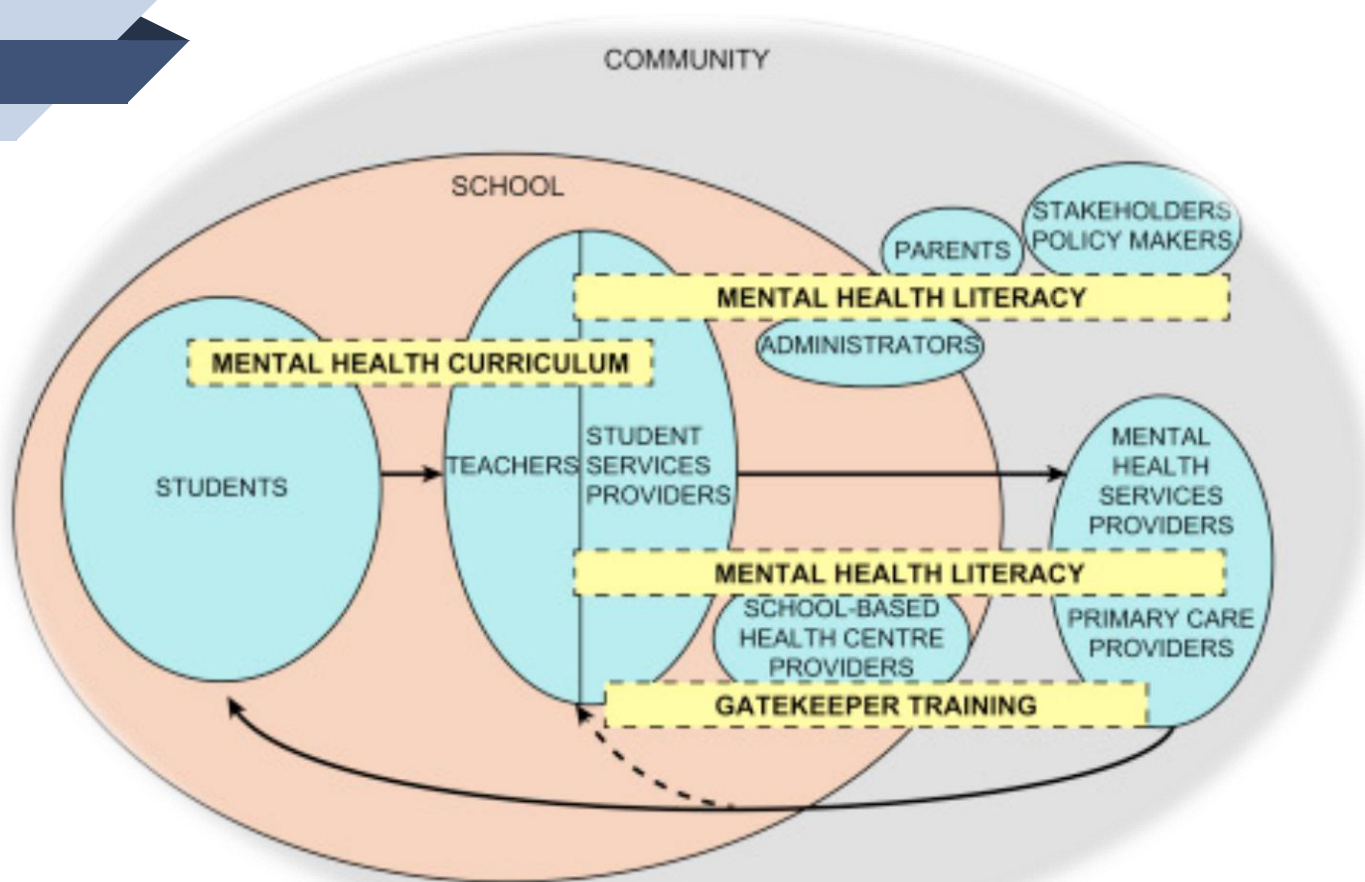 COMMUNITY
SCHOOL
STAKEHOLDERS
POLICY MAKERS
PARENTS
MENTAL HEALTH LITERACY
ADMINISTRATORS
MENTAL HEALTH CURRICULUM
STUDENTS
TEACHERS
STUDENT
SERVICES
PROVIDERS
MENTAL
HEALTH
SERVICES
PROVIDERS
MENTAL HEALTH LITERACY
SCHOOL-BASED
HEALTH CENTRE
PROVIDERS
PRIMARY CARE
PROVIDERS
GATEKEEPER TRAINING